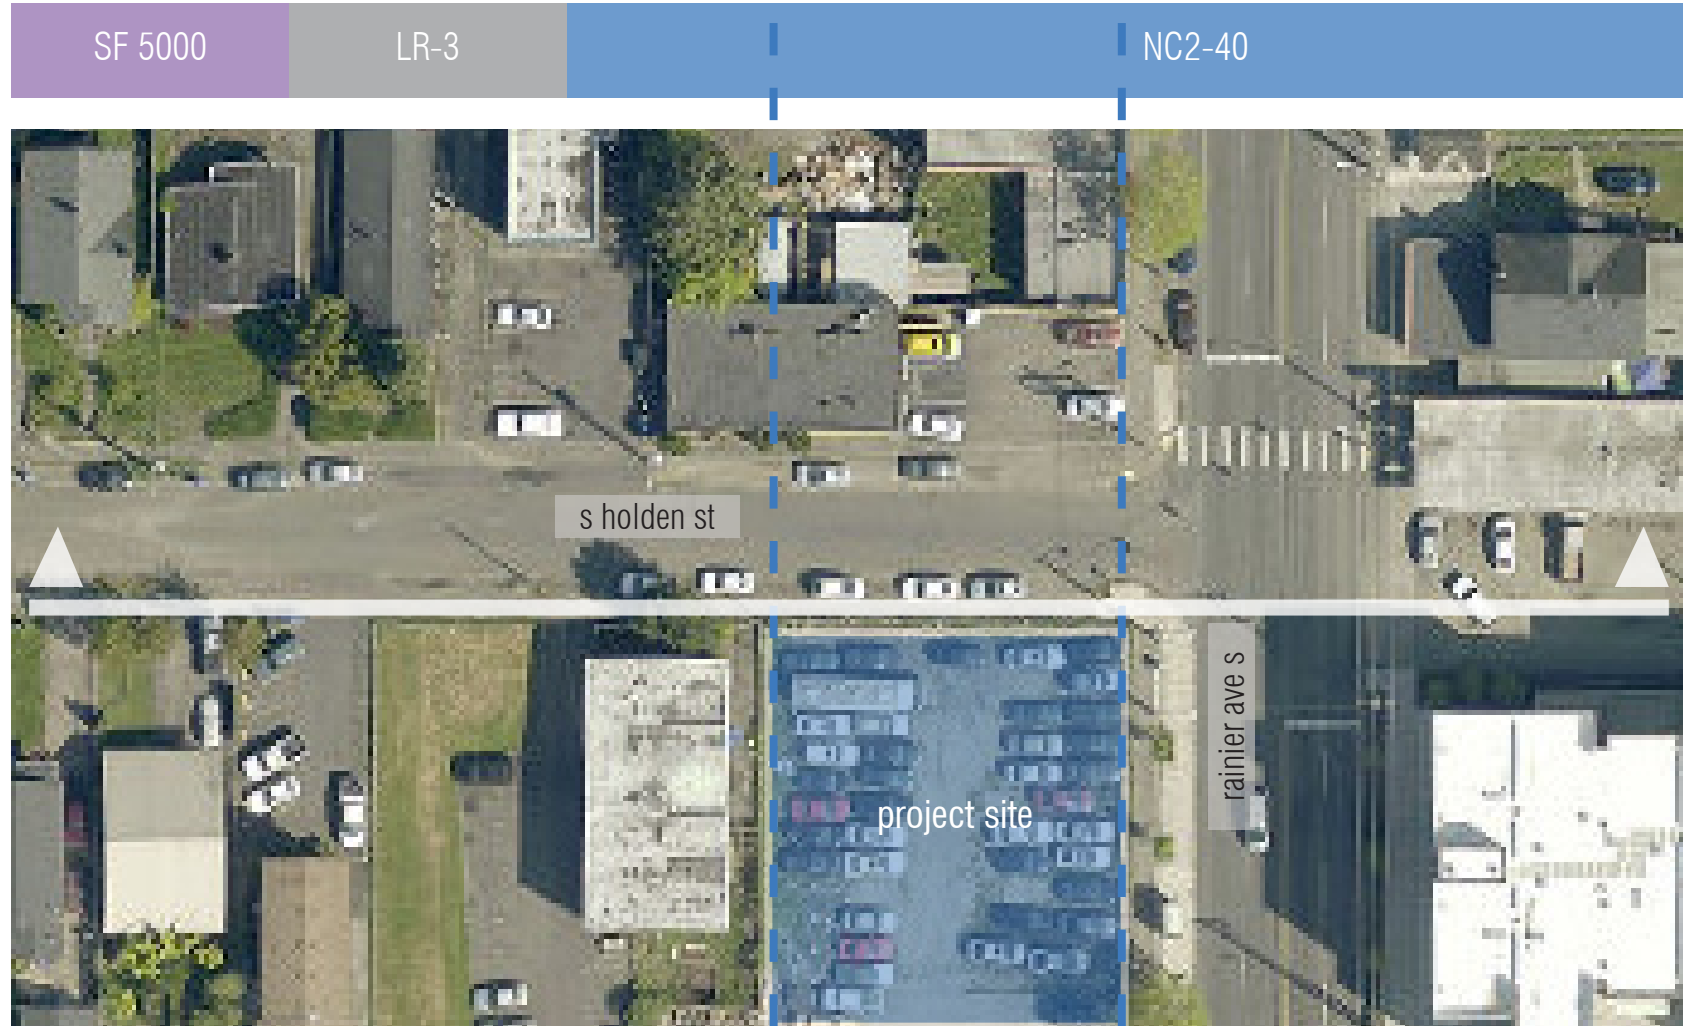 SF 5000
LR-3
NC2-40
s holden st
rainier ave s
project site